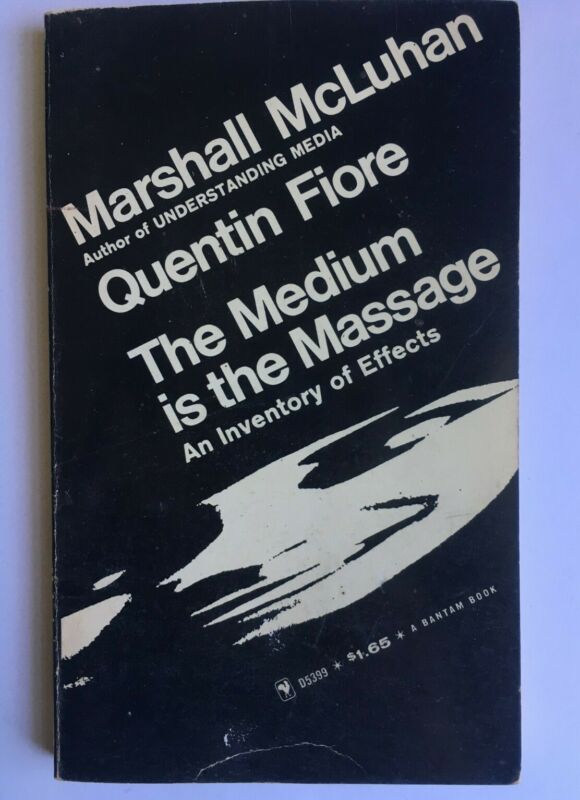 Marshall McLuhan
Author of UNDERSTANDING MEDIA
Quentin Fiore
The Medium
is the Massage
An Inventory of Effects
D5399 * $1.65 * A BANTAM BOOK